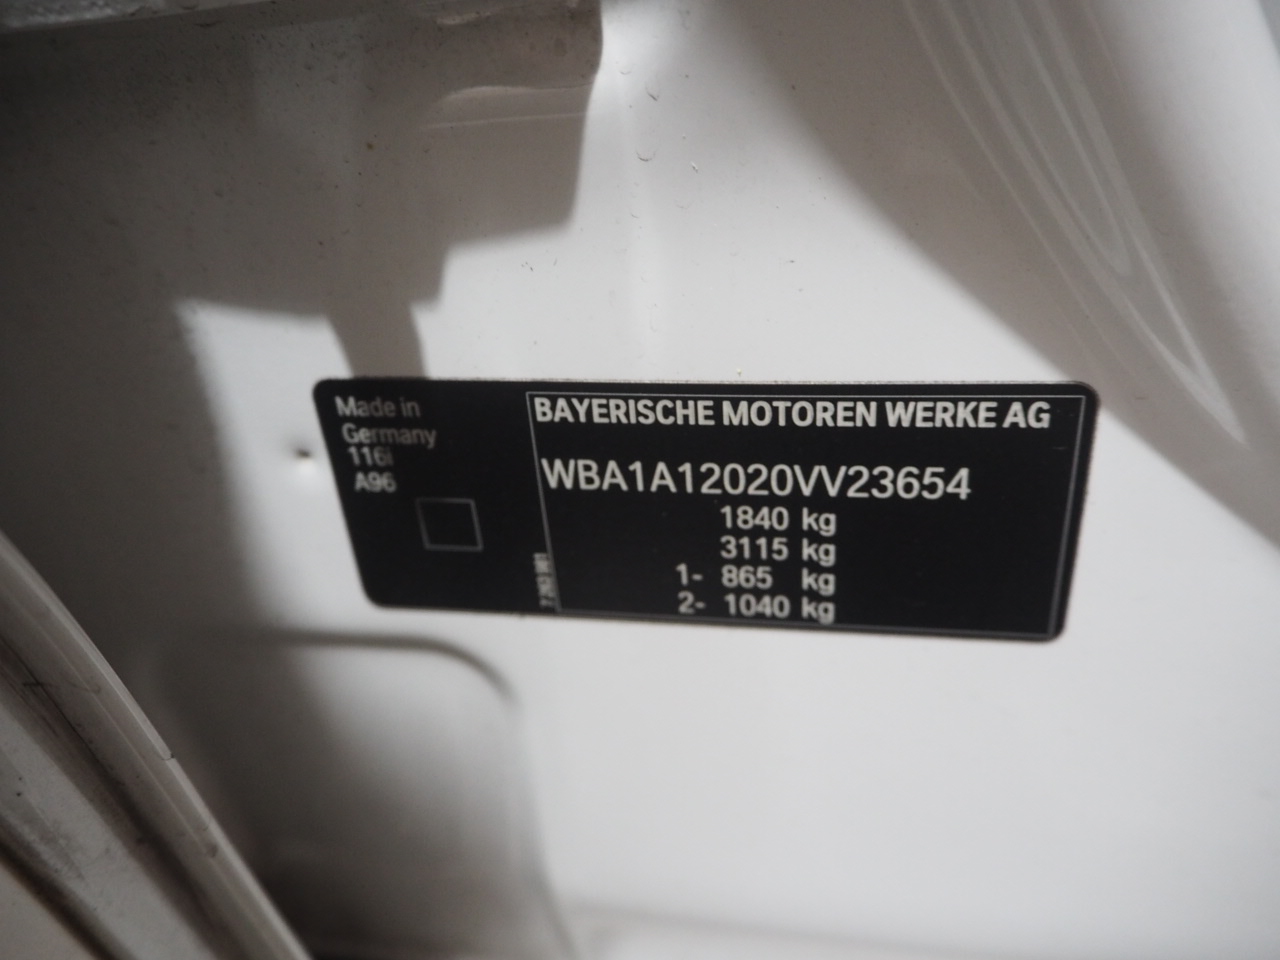 Made in
Germany
116i
A96
BAYERISCHE MOTOREN WERKE AG
WBA1A12020VV23654
1840 kg
3115 kg
1- 865 kg
2- 1040 kg